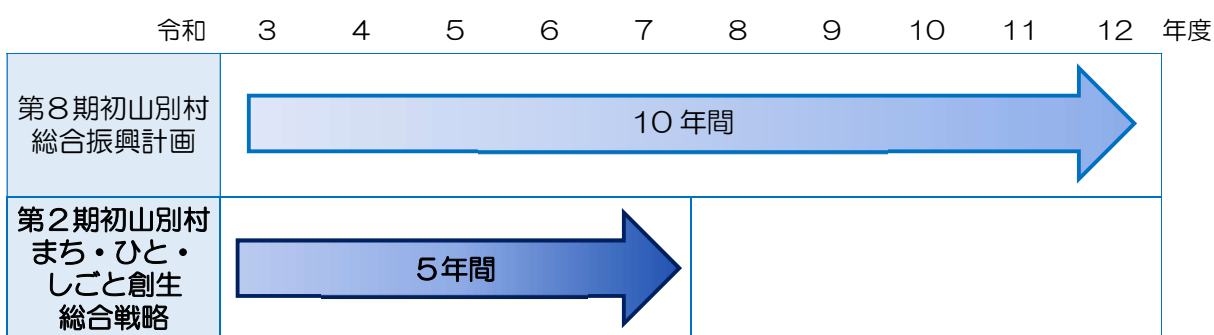 令和 3 4 5 6 7 8 9 10 11 12 年度
第8期初山別村
総合振興計画
10年間
第2期初山別村
まち・ひと・
しごと創生
総合戦略
5年間